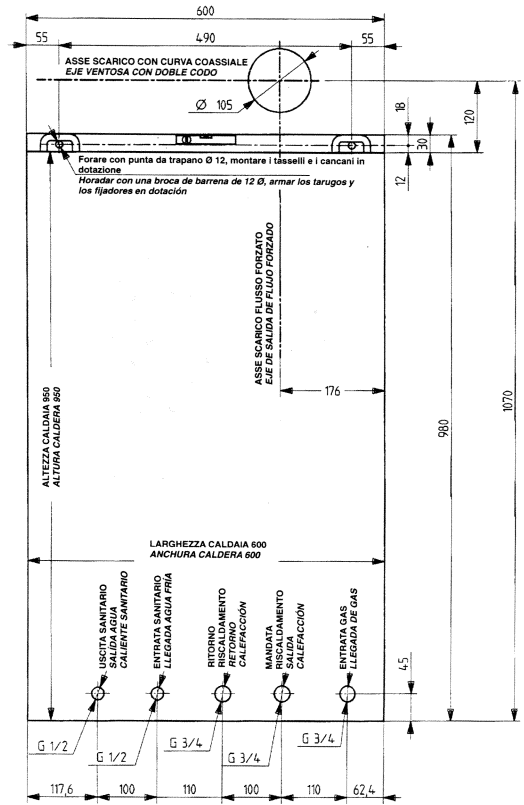 600
55
490
55
ASSE SCARICO CON CURVA COASSIALE
EJE VENTOSA CON DOBLE CODO
Ø 105
18
120
30
12
Forare con punta da trapano Ø 12, montare i tasselli e i cancani in
dotazione
Horadar con una broca de barrena de 12 Ø, armar los tarugos y
los fijadores en dotación
ASSE SCARICO FLUSSO FORZATO
EJE DE SALIDA DE FLUJO FORZADO
176
ALTEZZA CALDAIA 950
ALTURA CALDERA 950
980
1070
LARGHEZZA CALDAIA 600
ANCHURA CALDERA 600
USCITA SANITARIO
SALIDA AGUA
CALIENTE SANITARIO
ENTRATA SANITARIO
LLEGADA AGUA FRÍA
RITORNO
RISCALDAMENTO
RETORNO
CALEFACCIÓN
MANDATA
RISCALDAMENTO
SALIDA
CALEFACCIÓN
ENTRATA GAS
LLEGADA DE GAS
45
G 1/2
G 1/2
G 3/4
G 3/4
G 3/4
117,6
100
110
100
110
62,4